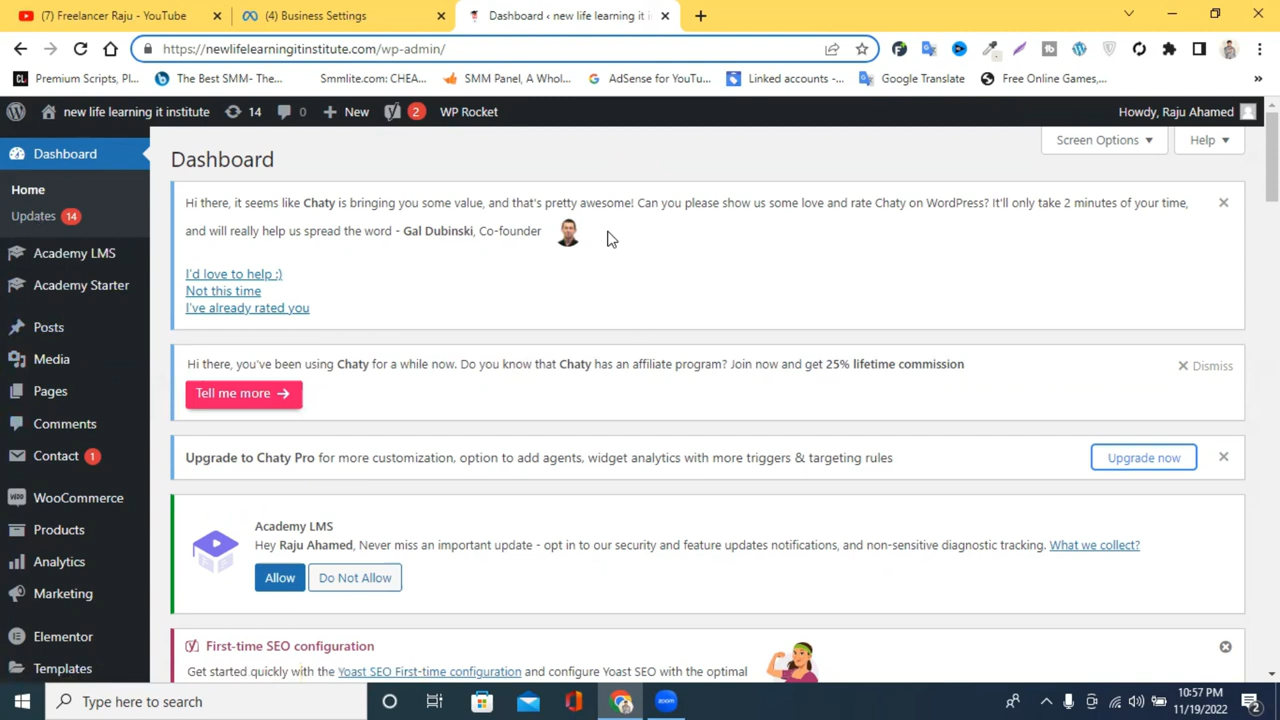 (7) Freelancer Raju - YouTube
(4) Business Settings
Dashboard ‹ new life learning it i
https://newlifelearningitinstitute.com/wp-admin/
CL Premium Scripts, Pl...
The Best SMM- The...
Smmlite.com: CHEA...
SMM Panel, A Whol...
AdSense for YouTu...
Linked accounts -...
Google Translate
Free Online Games,...
new life learning it institute
14
0
New
2
WP Rocket
Howdy, Raju Ahamed
Dashboard
Home
Updates 14
Academy LMS
Academy Starter
Posts
Media
Pages
Comments
Contact 1
WooCommerce
Products
Analytics
Marketing
Elementor
Templates
Screen Options
Help
Dashboard
Hi there, it seems like Chaty is bringing you some value, and that's pretty awesome! Can you please show us some love and rate Chaty on WordPress? It'll only take 2 minutes of your time,
and will really help us spread the word - Gal Dubinski, Co-founder
I'd love to help :)
Not this time
I've already rated you
Hi there, you've been using Chaty for a while now. Do you know that Chaty has an affiliate program? Join now and get 25% lifetime commission
Dismiss
Tell me more →
Upgrade to Chaty Pro for more customization, option to add agents, widget analytics with more triggers & targeting rules
Upgrade now
Academy LMS
Hey Raju Ahamed, Never miss an important update - opt in to our security and feature updates notifications, and non-sensitive diagnostic tracking. What we collect?
Allow
Do Not Allow
First-time SEO configuration
Get started quickly with the Yoast SEO First-time configuration and configure Yoast SEO with the optimal
Type here to search
zoom
10:57 PM
11/19/2022
2